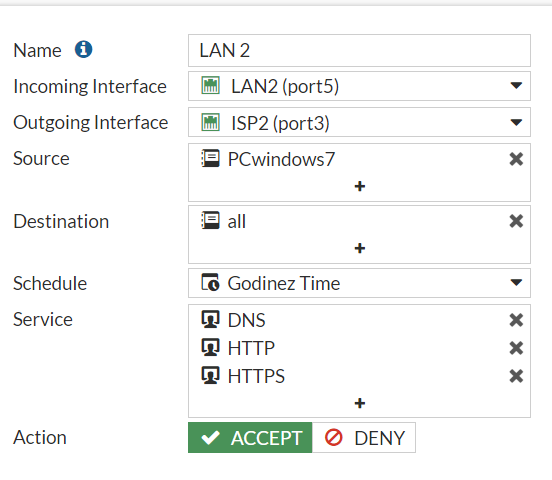 Name
LAN 2
Incoming Interface
LAN2 (port5)
Outgoing Interface
ISP2 (port3)
Source
PCwindows7
+
Destination
all
+
Schedule
Godinez Time
Service
DNS
HTTP
HTTPS
+
Action
ACCEPT
DENY